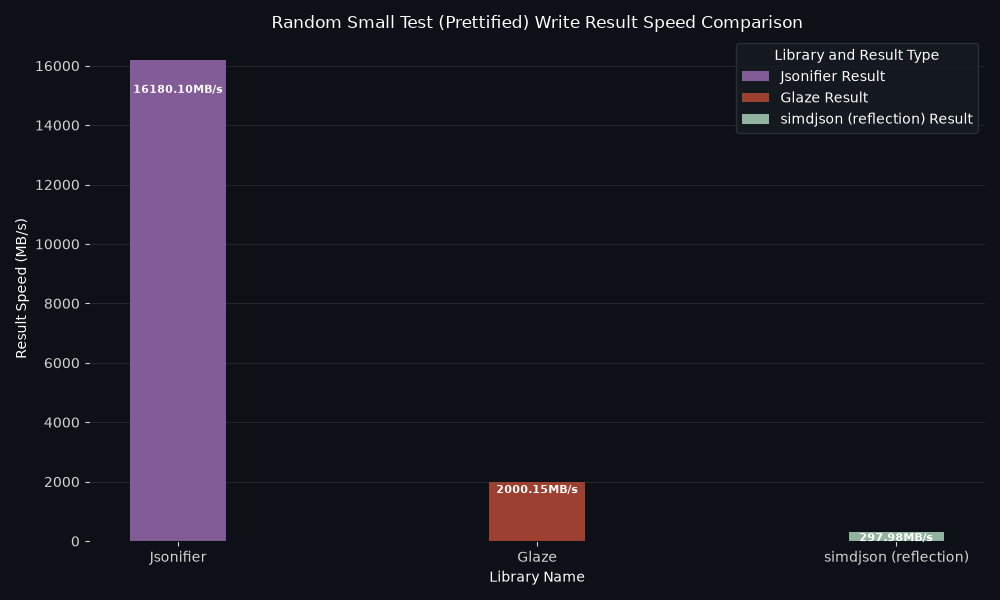 Random Small Test (Prettified) Write Result Speed Comparison
Library and Result Type
Jsonifier Result
Glaze Result
simdjson (reflection) Result
Result Speed (MB/s)
16000
14000
12000
10000
8000
6000
4000
2000
0
16180.10MB/s
2000.15MB/s
297.98MB/s
Jsonifier
Glaze
simdjson (reflection)
Library Name